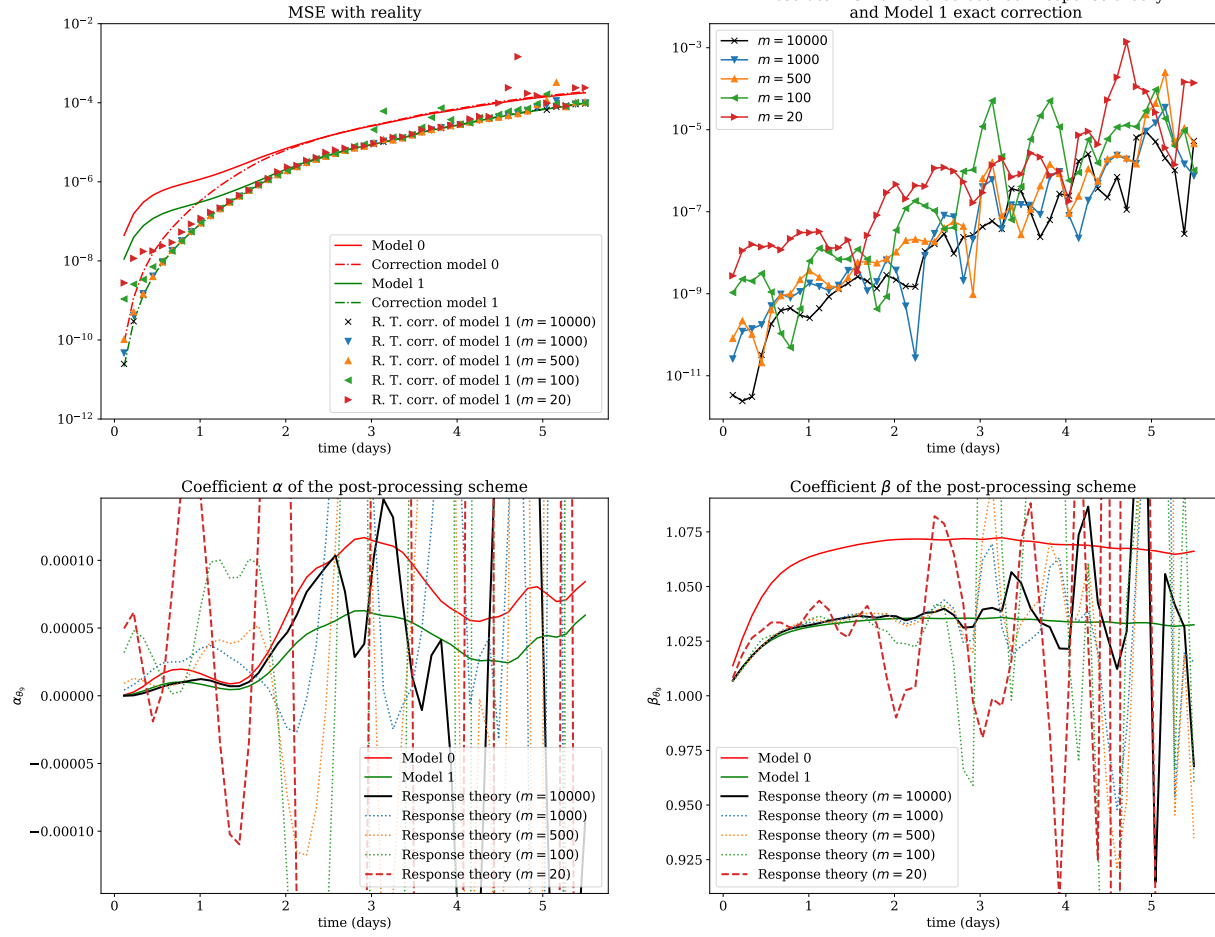 MSE with reality
10⁻²
10⁻⁴
10⁻⁶
10⁻⁸
10⁻¹⁰
10⁻¹²
Model 0
Correction model 0
Model 1
Correction model 1
R. T. corr. of model 1 (m = 10000)
R. T. corr. of model 1 (m = 1000)
R. T. corr. of model 1 (m = 500)
R. T. corr. of model 1 (m = 100)
R. T. corr. of model 1 (m = 20)
0 1 2 3 4 5
time (days)
and Model 1 exact correction
10⁻³
10⁻⁵
10⁻⁷
10⁻⁹
10⁻¹¹
m = 10000
m = 1000
m = 500
m = 100
m = 20
0 1 2 3 4 5
time (days)
Coefficient α of the post-processing scheme
0.00010
0.00005
0.00000
−0.00005
−0.00010
Model 0
Model 1
Response theory (m = 10000)
Response theory (m = 1000)
Response theory (m = 500)
Response theory (m = 100)
Response theory (m = 20)
0 1 2 3 4 5
time (days)
Coefficient β of the post-processing scheme
1.075
1.050
1.025
1.000
0.975
0.950
0.925
Model 0
Model 1
Response theory (m = 10000)
Response theory (m = 1000)
Response theory (m = 500)
Response theory (m = 100)
Response theory (m = 20)
0 1 2 3 4 5
time (days)